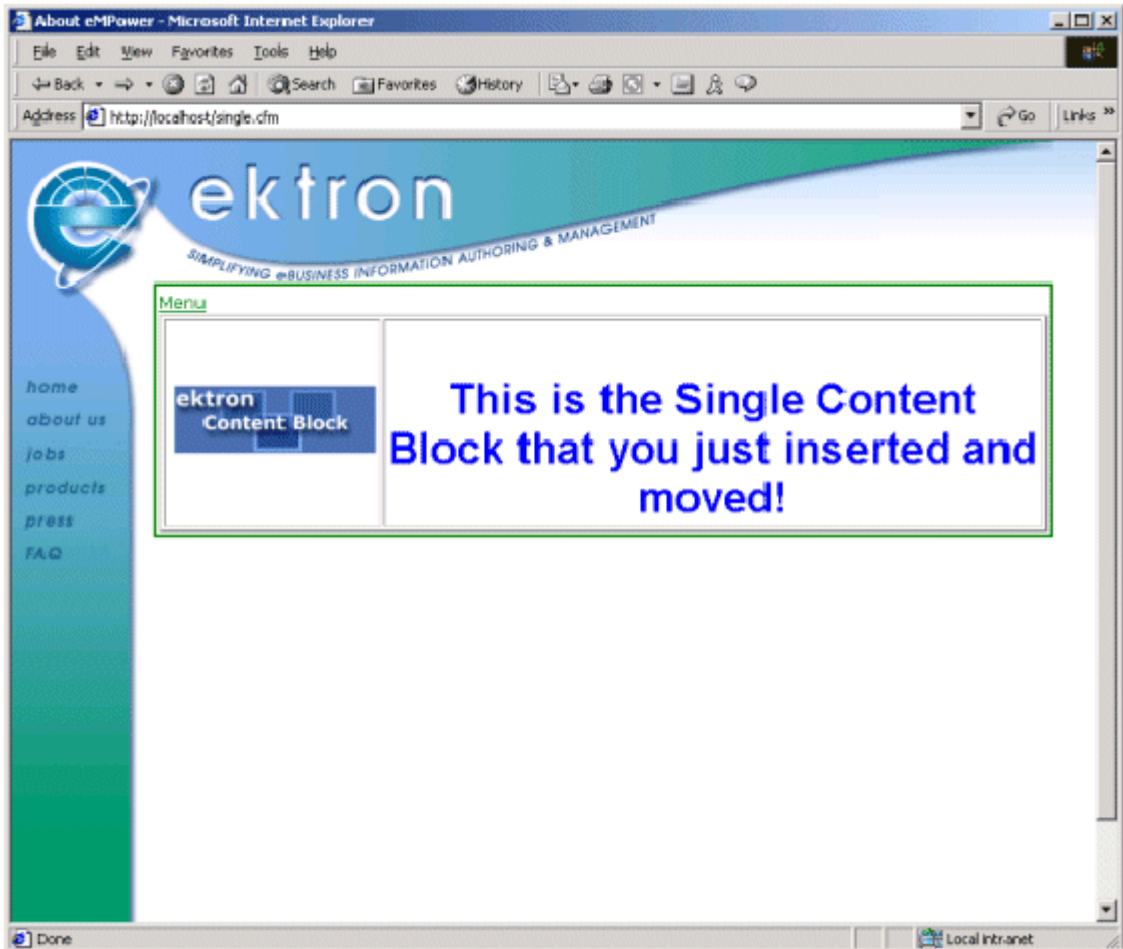 About eMPower - Microsoft Internet Explorer
File Edit View Favorites Tools Help
Back Search Favorites History
Address http://localhost/single.cfm Go Links »
ektron
SIMPLIFYING eBUSINESS INFORMATION AUTHORING & MANAGEMENT
Menu
home
about us
jobs
products
press
FAQ
ektron
Content Block
This is the Single Content
Block that you just inserted and
moved!
Done Local intranet